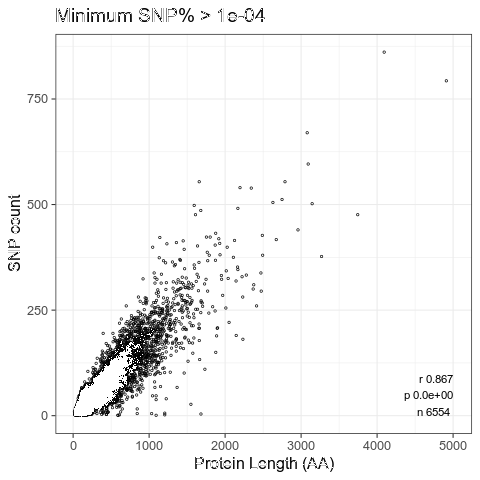 Minimum SNP% > 1e-04
SNP count
750
500
250
0
r 0.867
p 0.0e+00
n 6554
0 1000 2000 3000 4000 5000
Protein Length (AA)